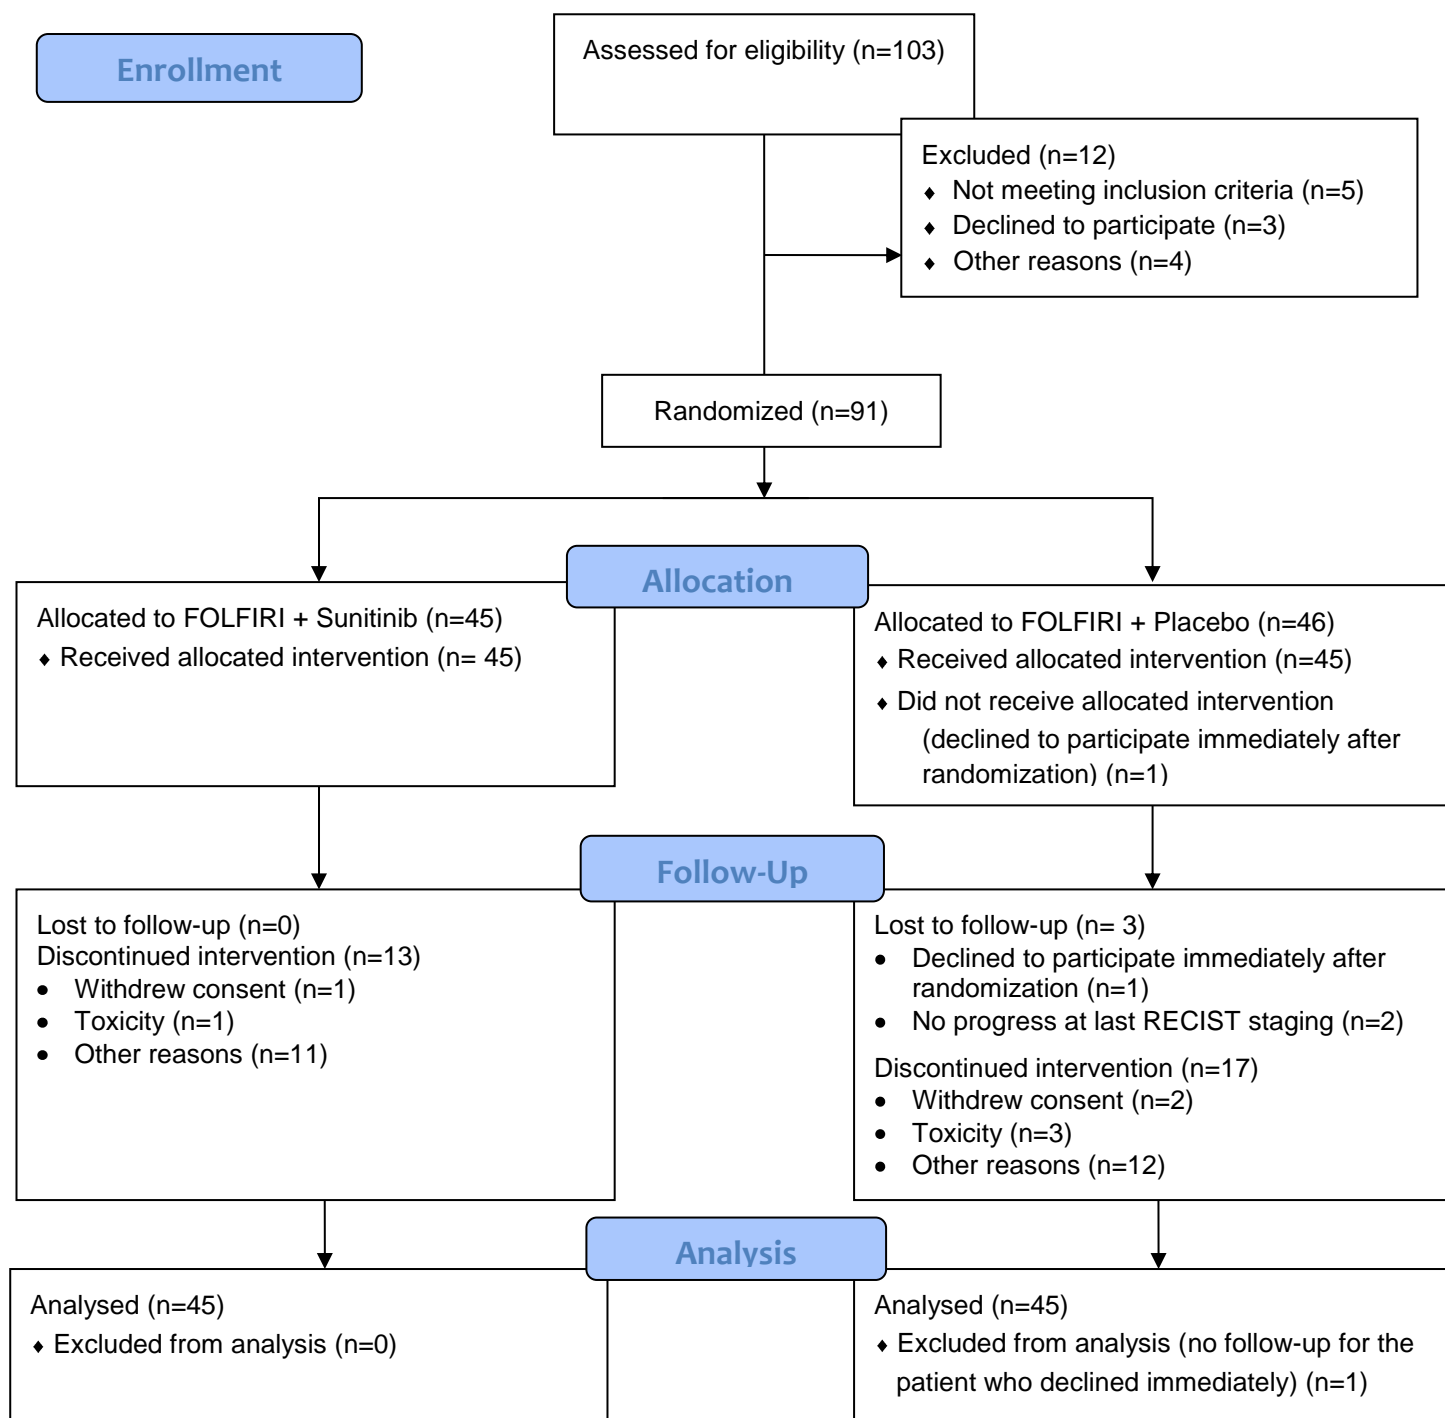 Enrollment
Assessed for eligibility (n=103)
Excluded (n=12)
♦ Not meeting inclusion criteria (n=5)
♦ Declined to participate (n=3)
♦ Other reasons (n=4)
Randomized (n=91)
Allocation
Allocated to FOLFIRI + Sunitinib (n=45)
♦ Received allocated intervention (n= 45)
Allocated to FOLFIRI + Placebo (n=46)
♦ Received allocated intervention (n=45)
♦ Did not receive allocated intervention
(declined to participate immediately after
randomization) (n=1)
Follow-Up
Lost to follow-up (n=0)
Discontinued intervention (n=13)
• Withdrew consent (n=1)
• Toxicity (n=1)
• Other reasons (n=11)
Lost to follow-up (n= 3)
• Declined to participate immediately after
randomization (n=1)
• No progress at last RECIST staging (n=2)
Discontinued intervention (n=17)
• Withdrew consent (n=2)
• Toxicity (n=3)
• Other reasons (n=12)
Analysis
Analysed (n=45)
♦ Excluded from analysis (n=0)
Analysed (n=45)
♦ Excluded from analysis (no follow-up for the
patient who declined immediately) (n=1)